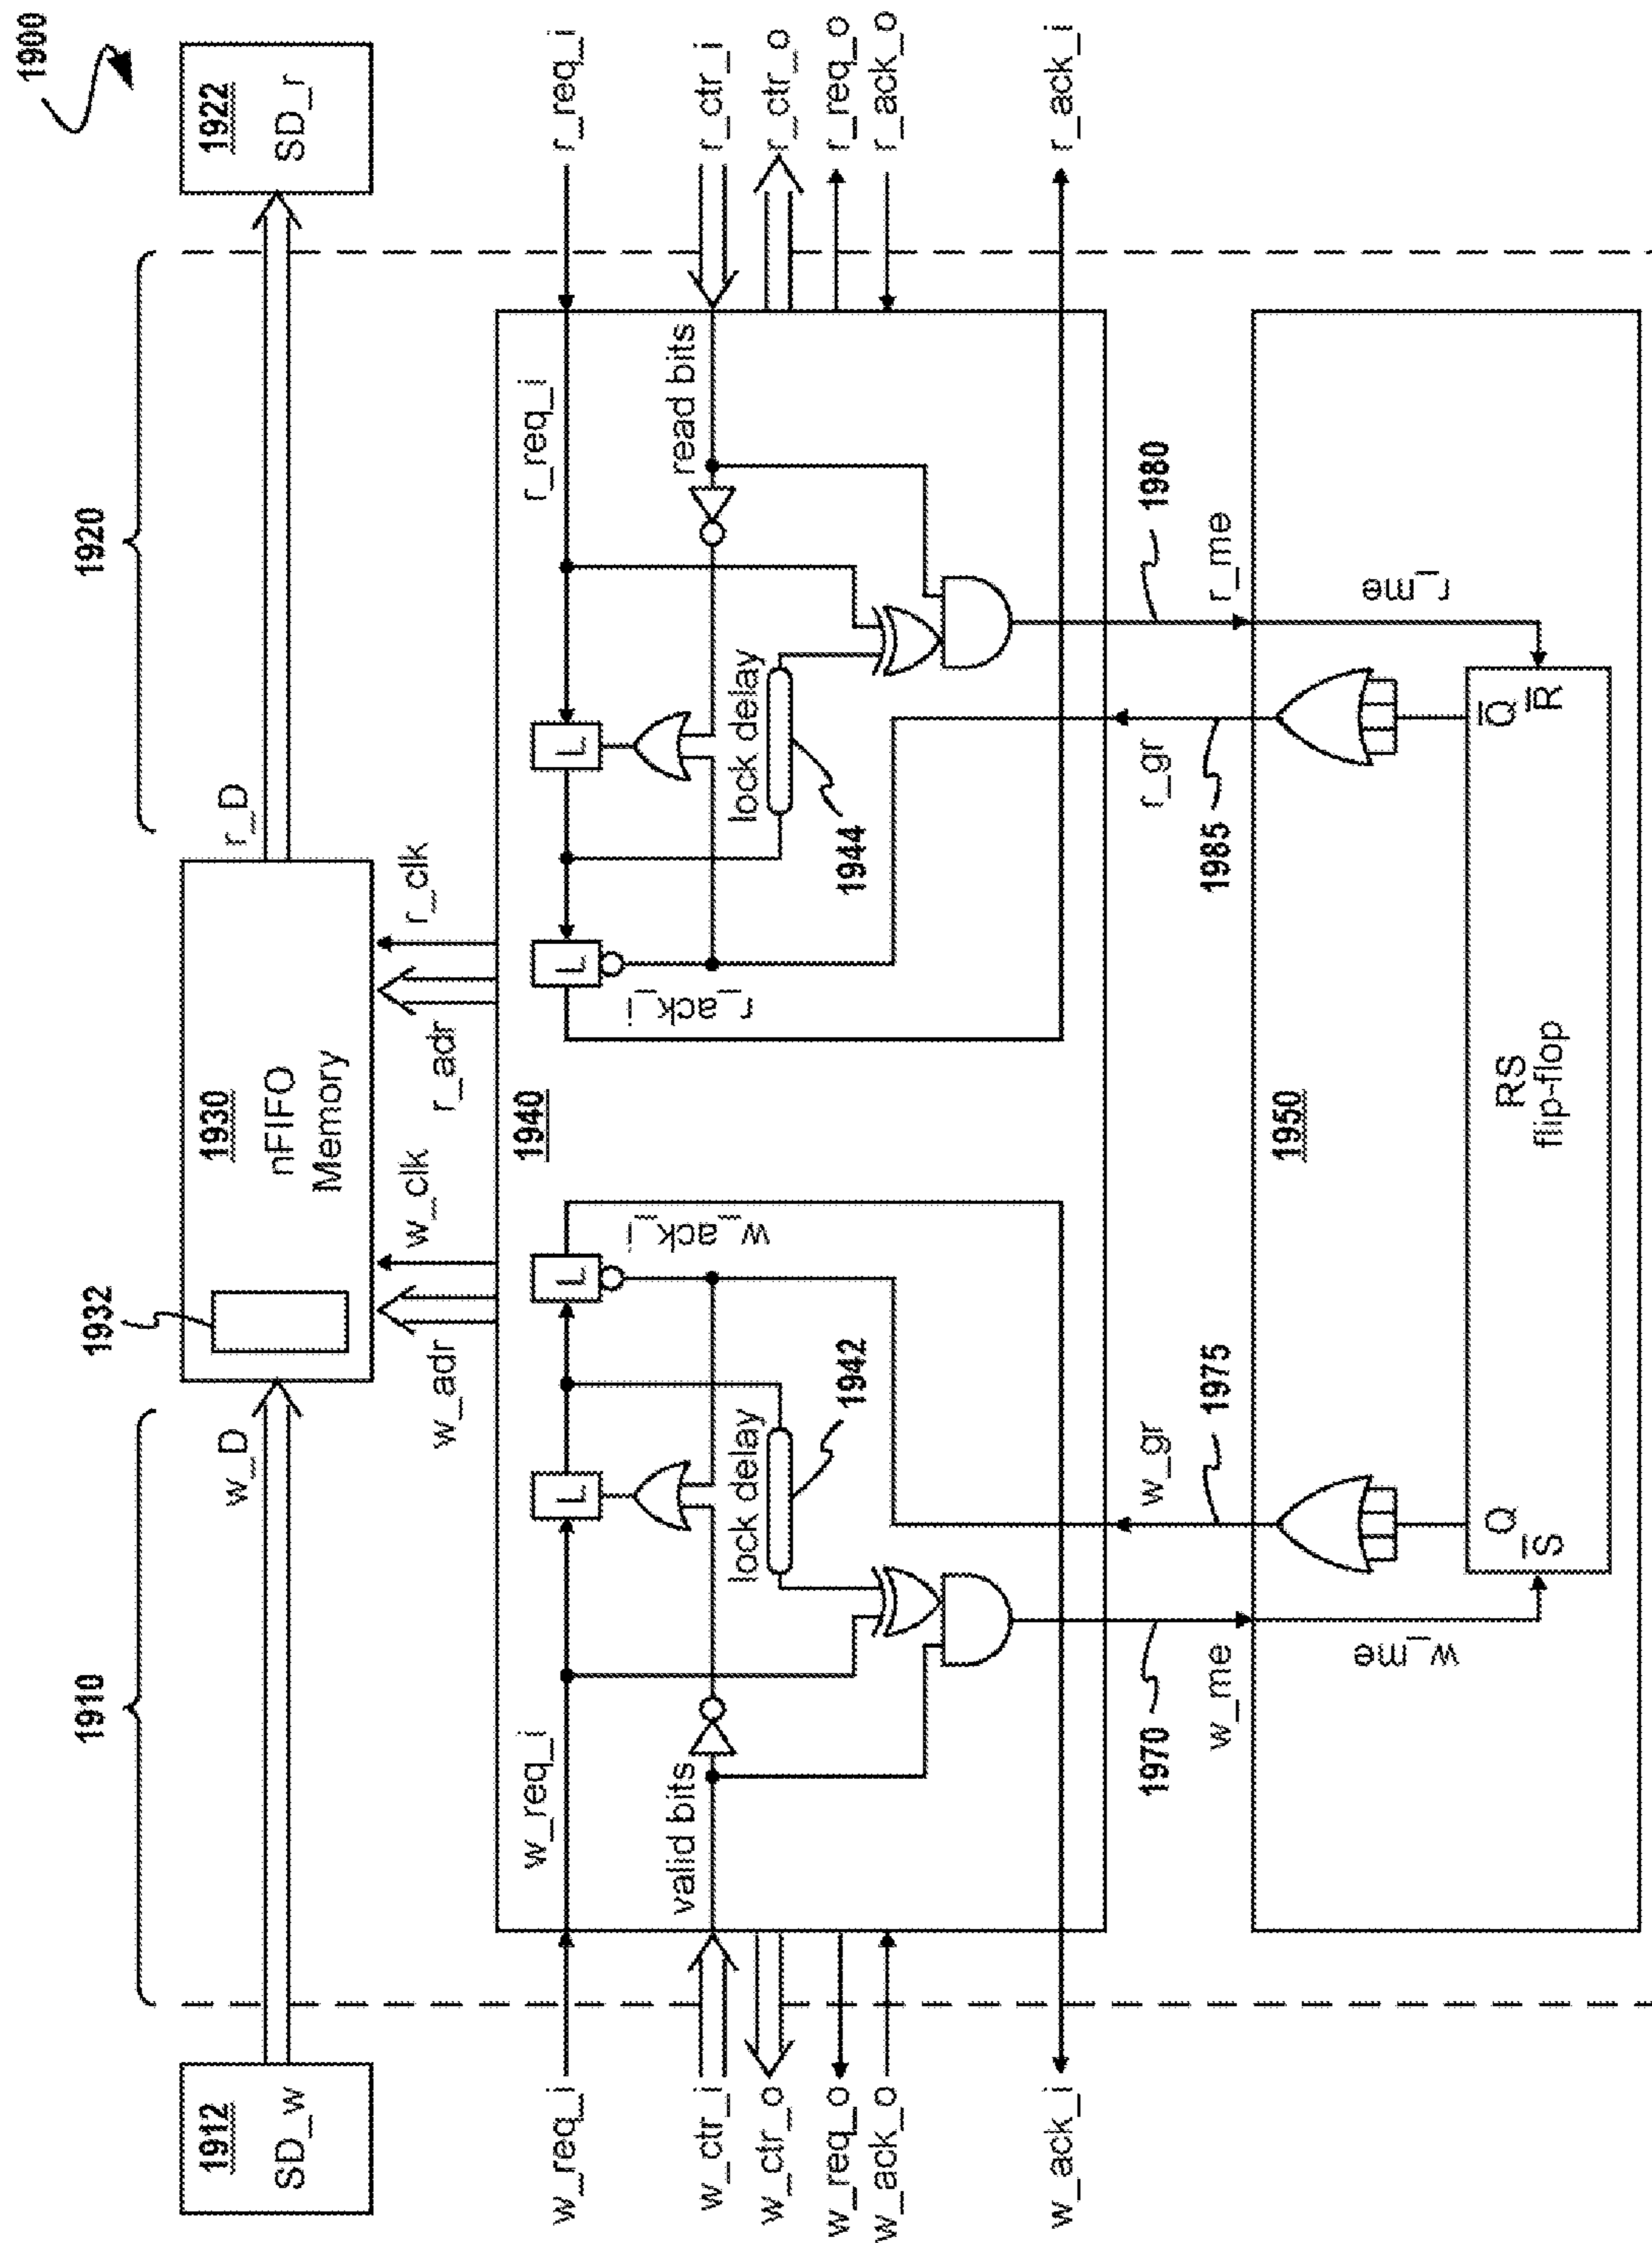 1900
1910
1920
1912
SD_w
w_D
1932
1930
nFIFO
Memory
r_D
1922
SD_r
w_adr
w_clk
r_adr
r_clk
1940
w_req_i
w_req_i
w_ctr_i
w_ctr_o
w_req_o
w_ack_o
w_ack_i
valid bits
L
L
w_ack_i
lock delay
1942
L
L
r_ack_i
lock delay
1944
r_req_i
read bits
r_req_i
r_ctr_i
r_ctr_o
r_req_o
r_ack_o
r_ack_i
1970
w_me
w_gr
1975
1985
r_gr
r_me
1980
1950
w_me
r_me
Q
S
RS
flip-flop
Q
R